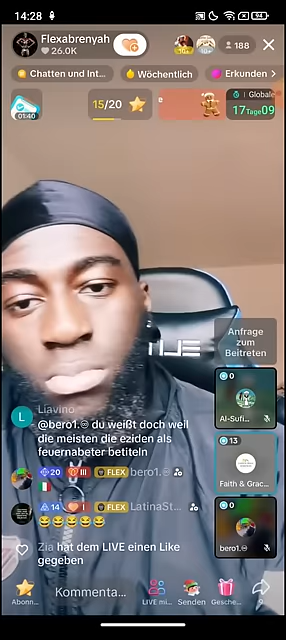 14:28
94
Flexabrenyah
26.0K
188
Chatten und Int...
Wöchentlich
Erkunden >
01:40
15/20
e
Globale
17Tage09
Anfrage
zum
Beitreten
0
Al-Sufi...
Liavino
@bero1. du weißt doch weil
die meisten die eziden als
feuernabeter betiteln
13
Faith & Grac...
20 III FLEX bero1.
0
bero1.
14 I FLEX LatinaSt...
😂😂😂😂😂
Zia hat dem LIVE einen Like
gegeben
Abonn...
Kommenta...
LIVE mi...
Senden
Gesche...
9